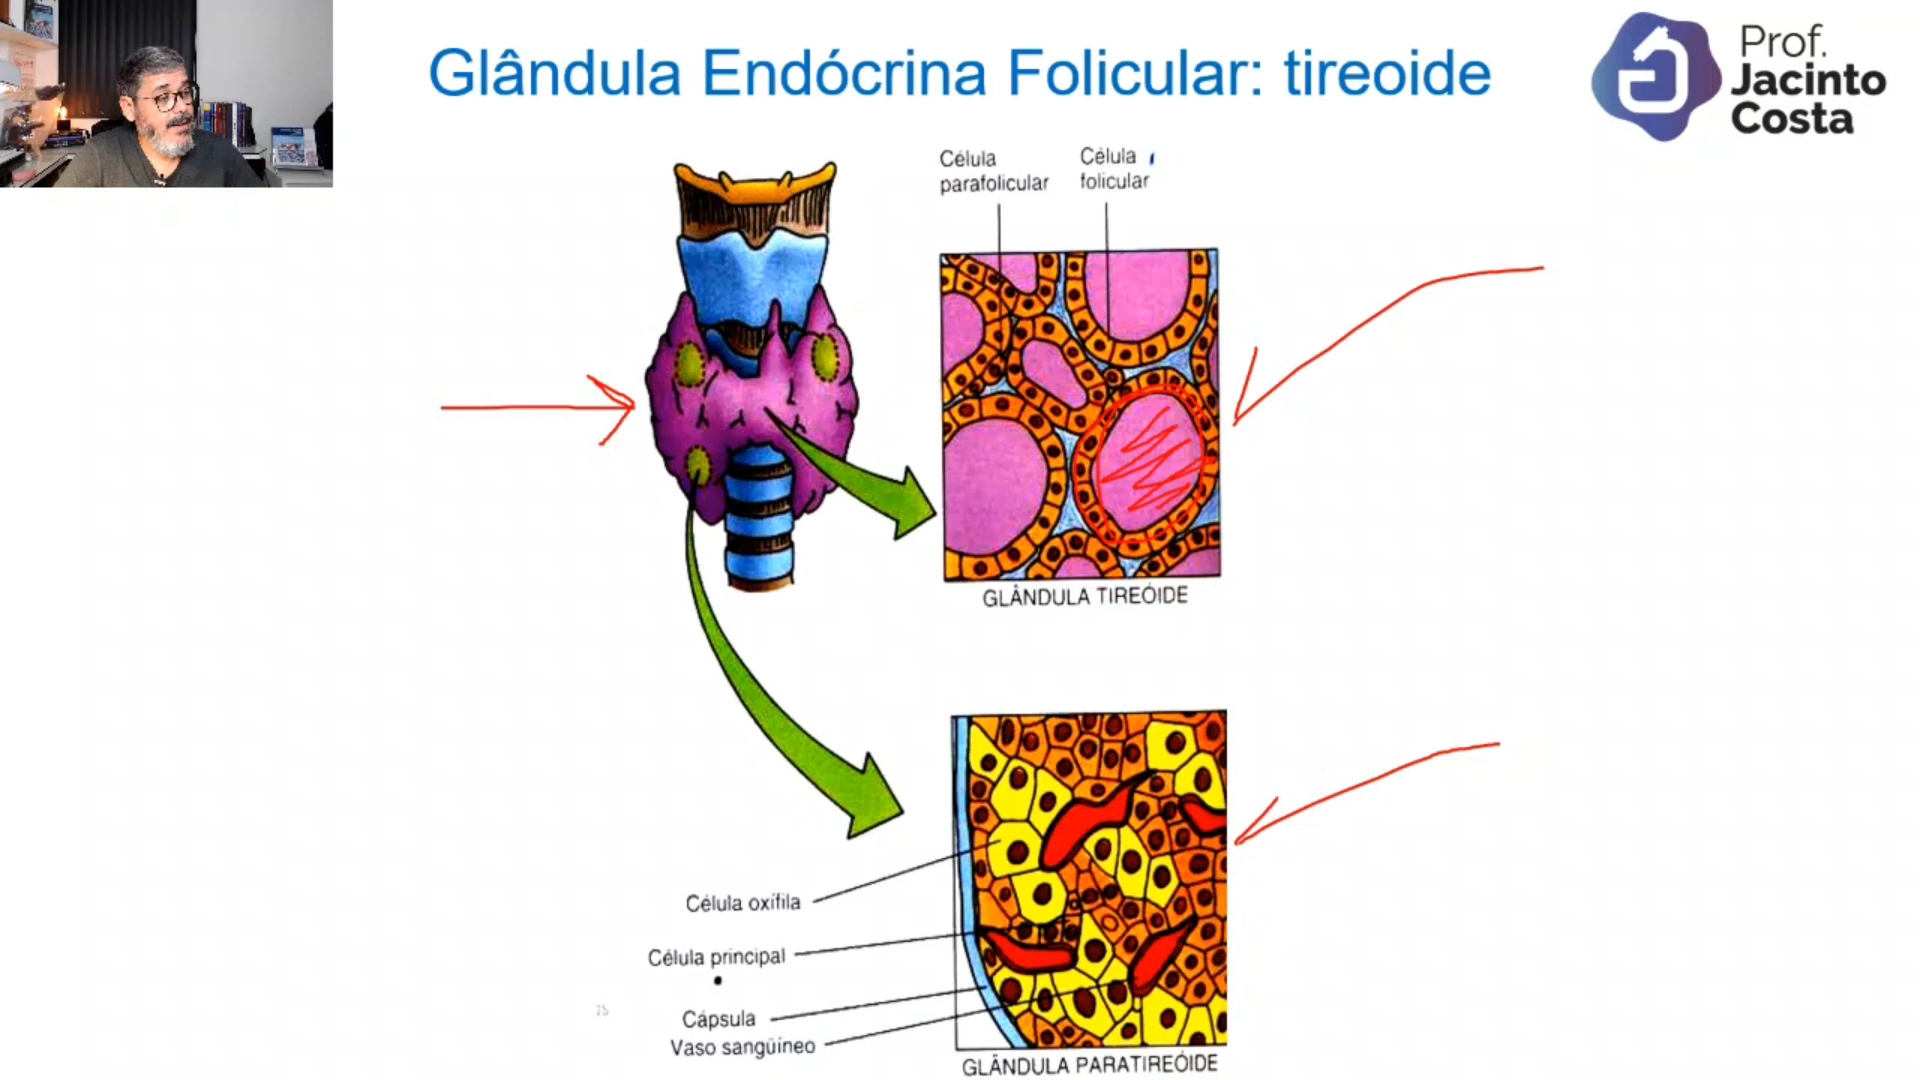 Glândula Endócrina Folicular: tireoide
Prof.
Jacinto
Costa
Célula
parafolicular
Célula
folicular
GLÂNDULA TIREÓIDE
Célula oxífila
Célula principal
Cápsula
Vaso sangüíneo
GLÂNDULA PARATIREÓIDE